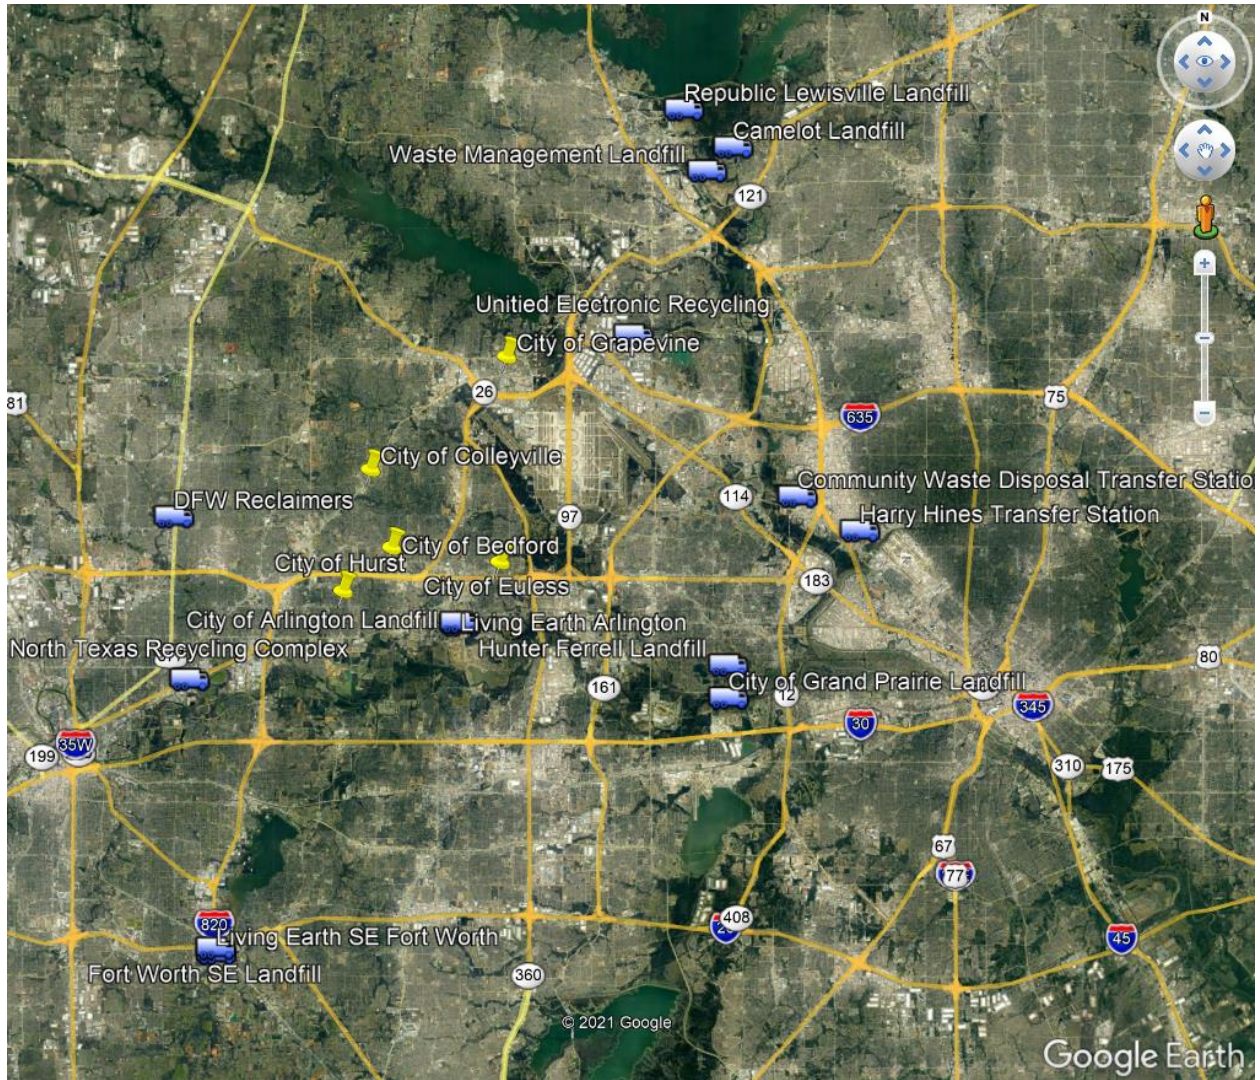 N
Republic Lewisville Landfill
Camelot Landfill
Waste Management Landfill
121
Unitied Electronic Recycling
City of Grapevine
26
81
75
635
City of Colleyville
Community Waste Disposal Transfer Statio
DFW Reclaimers
114
97
Harry Hines Transfer Station
City of Bedford
City of Hurst
City of Euless
183
City of Arlington Landfill
Living Earth Arlington
North Texas Recycling Complex
Hunter Ferrell Landfill
80
161
City of Grand Prairie Landfill
12
345
30
35W
199
310
175
67
77
820
408
Living Earth SE Fort Worth
45
Fort Worth SE Landfill
360
© 2021 Google
Google Earth